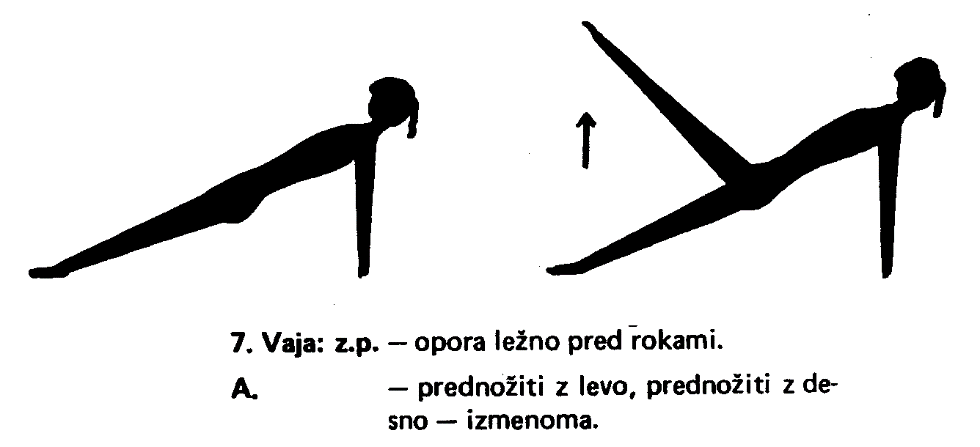 7. Vaja: z.p. — opora ležno pred rokami.
A. — prednožiti z levo, prednožiti z de-
sno — izmenoma.